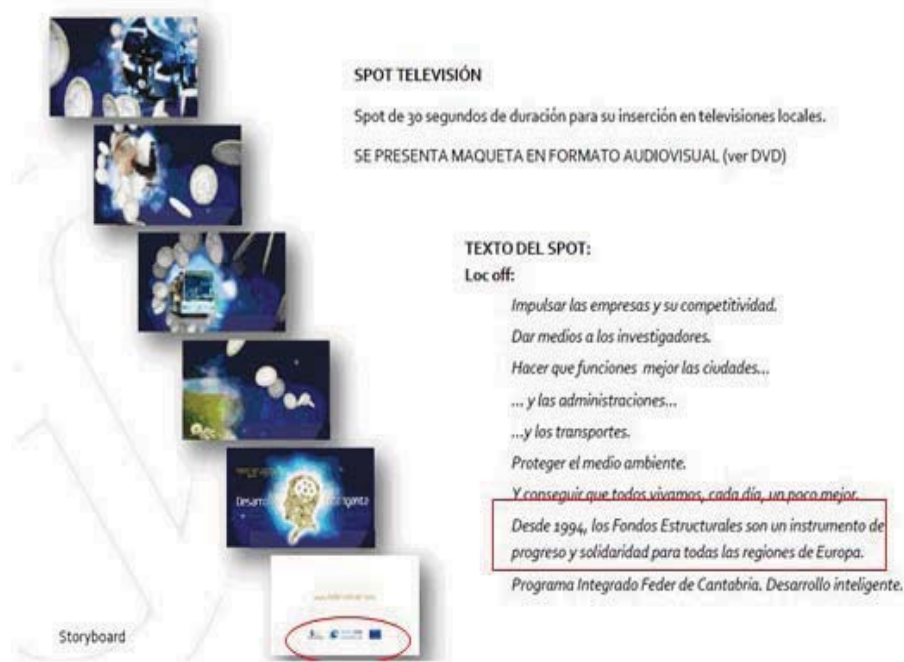 SPOT TELEVISIÓN
Spot de 30 segundos de duración para su inserción en televisiones locales.
SE PRESENTA MAQUETA EN FORMATO AUDIOVISUAL (ver DVD)
TEXTO DEL SPOT:
Loc off:
Impulsar las empresas y su competitividad.
Dar medios a los investigadores.
Hacer que funciones mejor las ciudades...
... y las administraciones...
...y los transportes.
Proteger el medio ambiente.
Y conseguir que todos vivamos, cada día, un poco mejor.
Desde 1994, los Fondos Estructurales son un instrumento de
progreso y solidaridad para todas las regiones de Europa.
Programa Integrado Feder de Cantabria. Desarrollo inteligente.
Storyboard